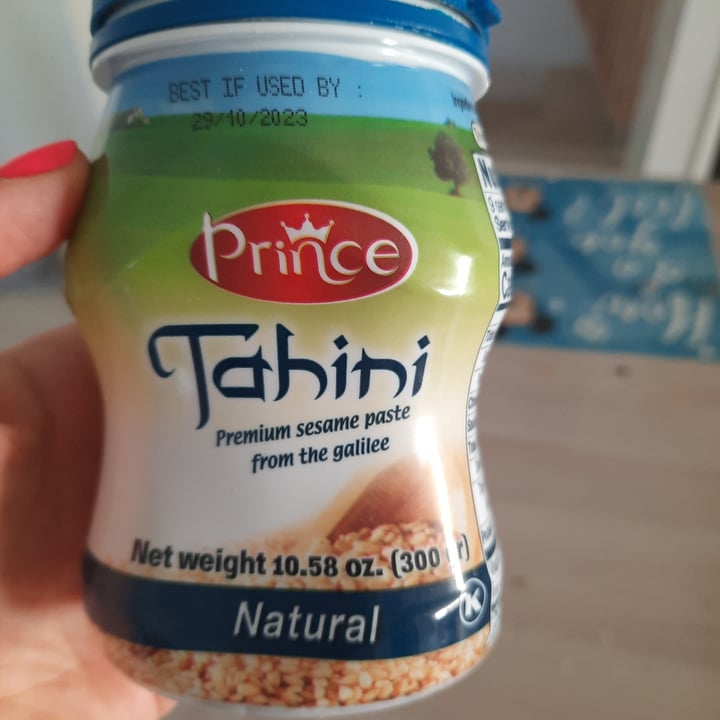 BEST IF USED BY :
29/10/2023
Prince
Tahini
Premium sesame paste
from the galilee
Net weight 10.58 oz. (300 gr)
Natural
K